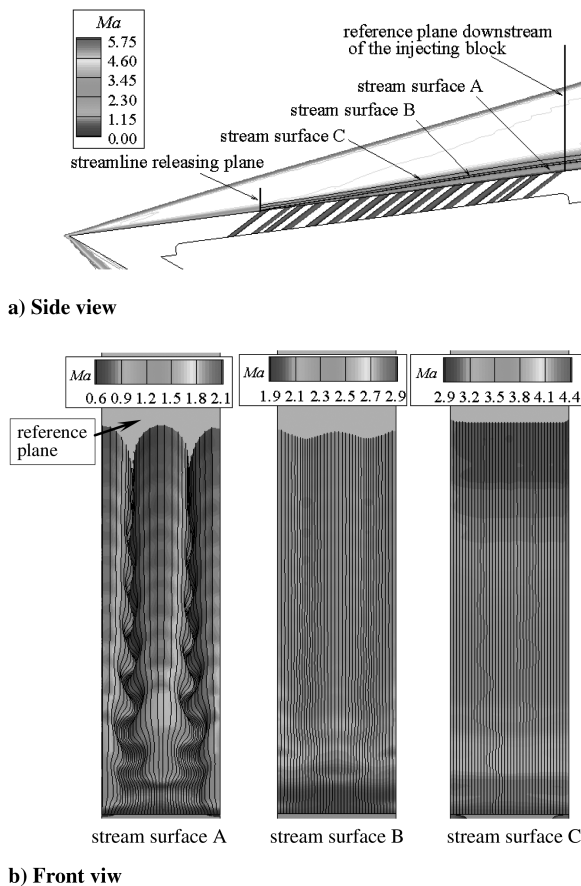 Ma
5.75
4.60
3.45
2.30
1.15
0.00
reference plane downstream
of the injecting block
stream surface A
stream surface B
stream surface C
streamline releasing plane
a) Side view
Ma
0.6 0.9 1.2 1.5 1.8 2.1
Ma
1.9 2.1 2.3 2.5 2.7 2.9
Ma
2.9 3.2 3.5 3.8 4.1 4.4
reference
plane
stream surface A
stream surface B
stream surface C
b) Front viw